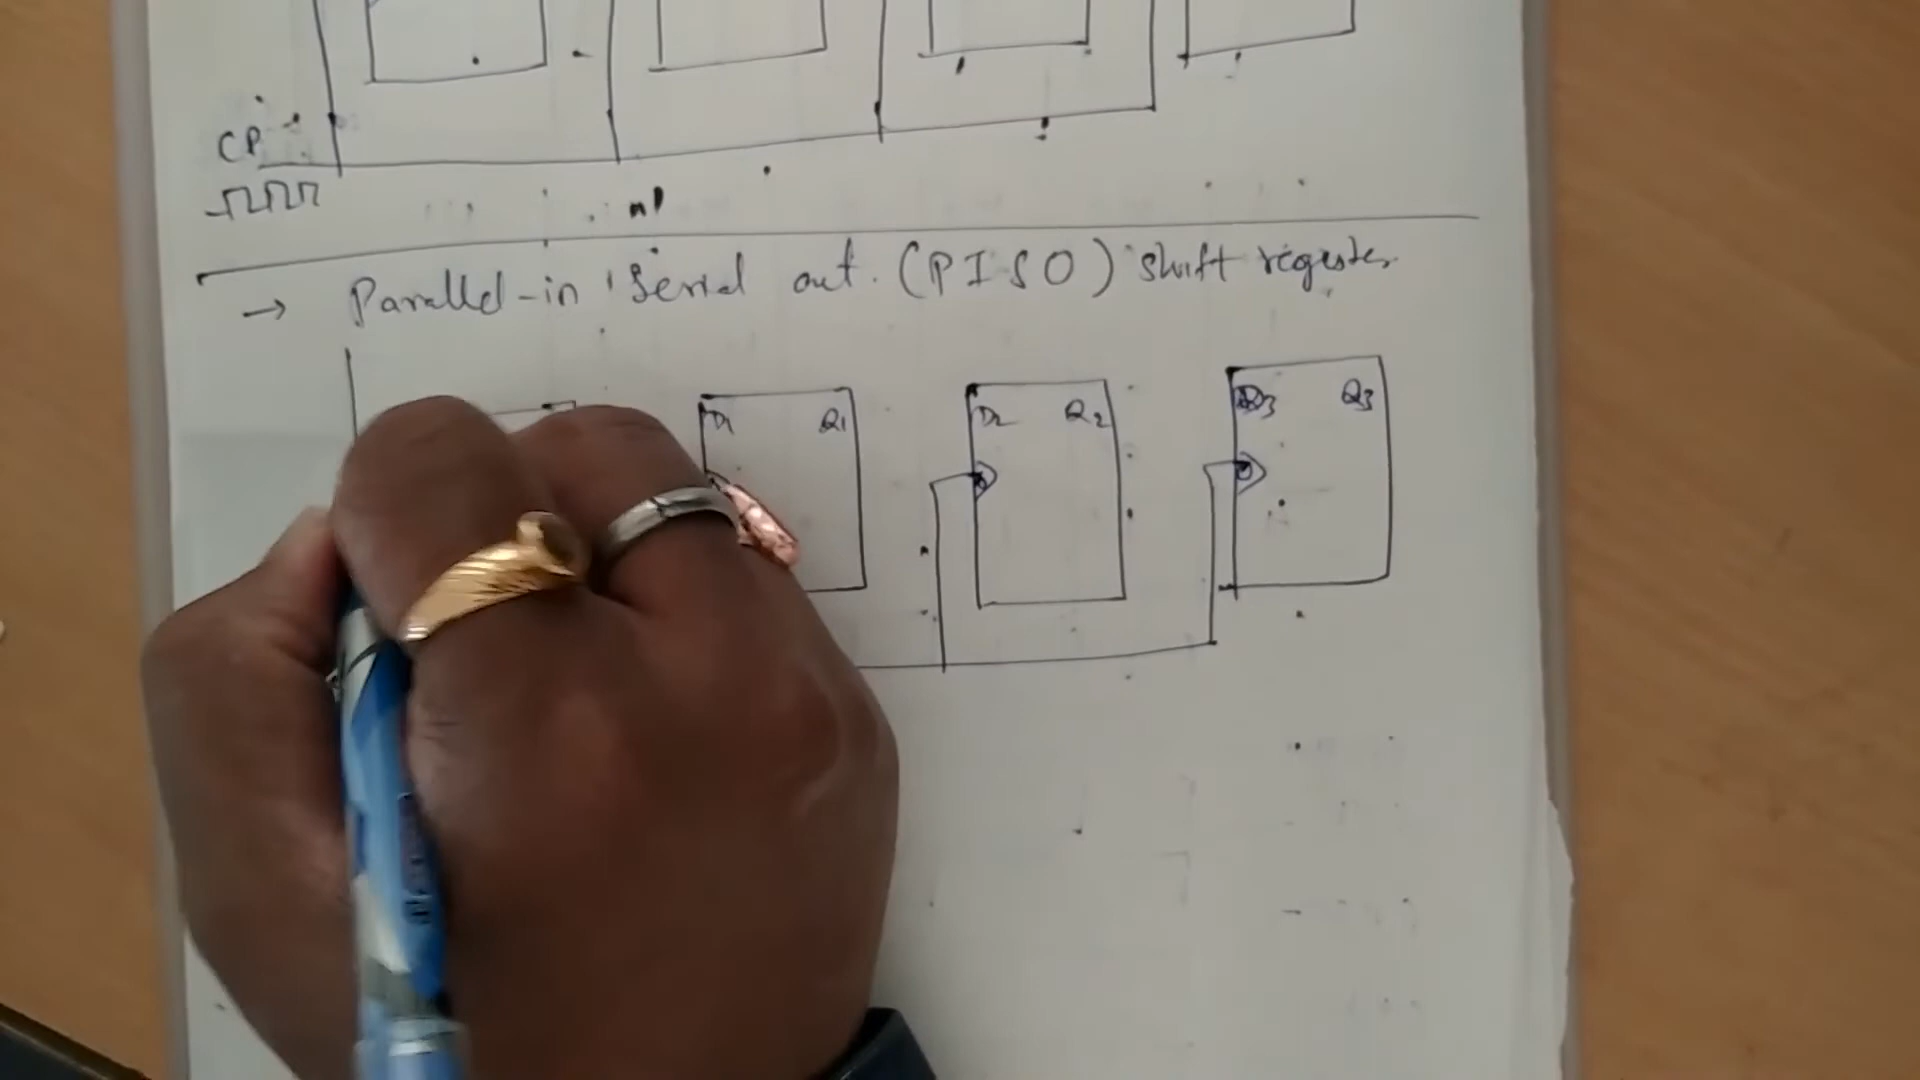 CP
→ Parallel-in Serial out. (PISO) shift register
D1 Q1 D2 Q2 D3 Q3